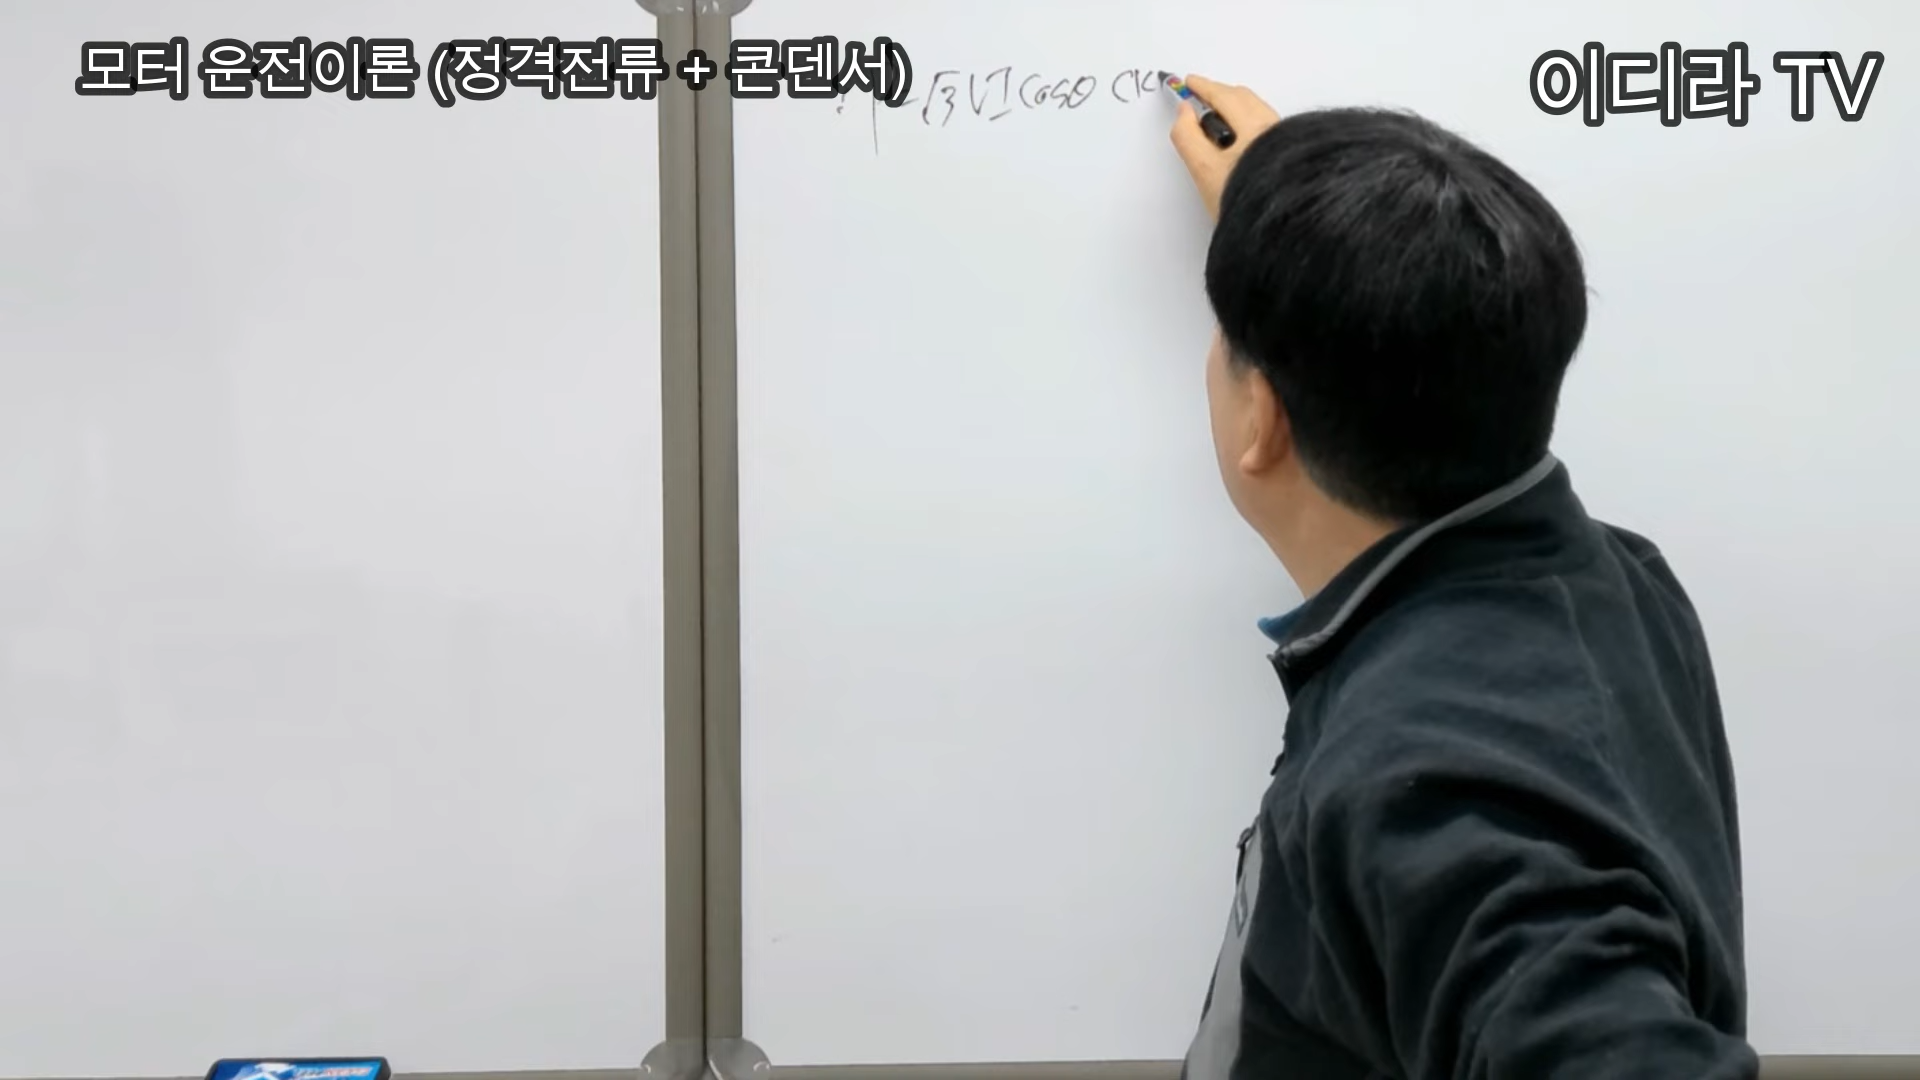 모터 운전이론 (정격전류 + 콘덴서)
이디라 TV
P = √3 VI Cosθ (K